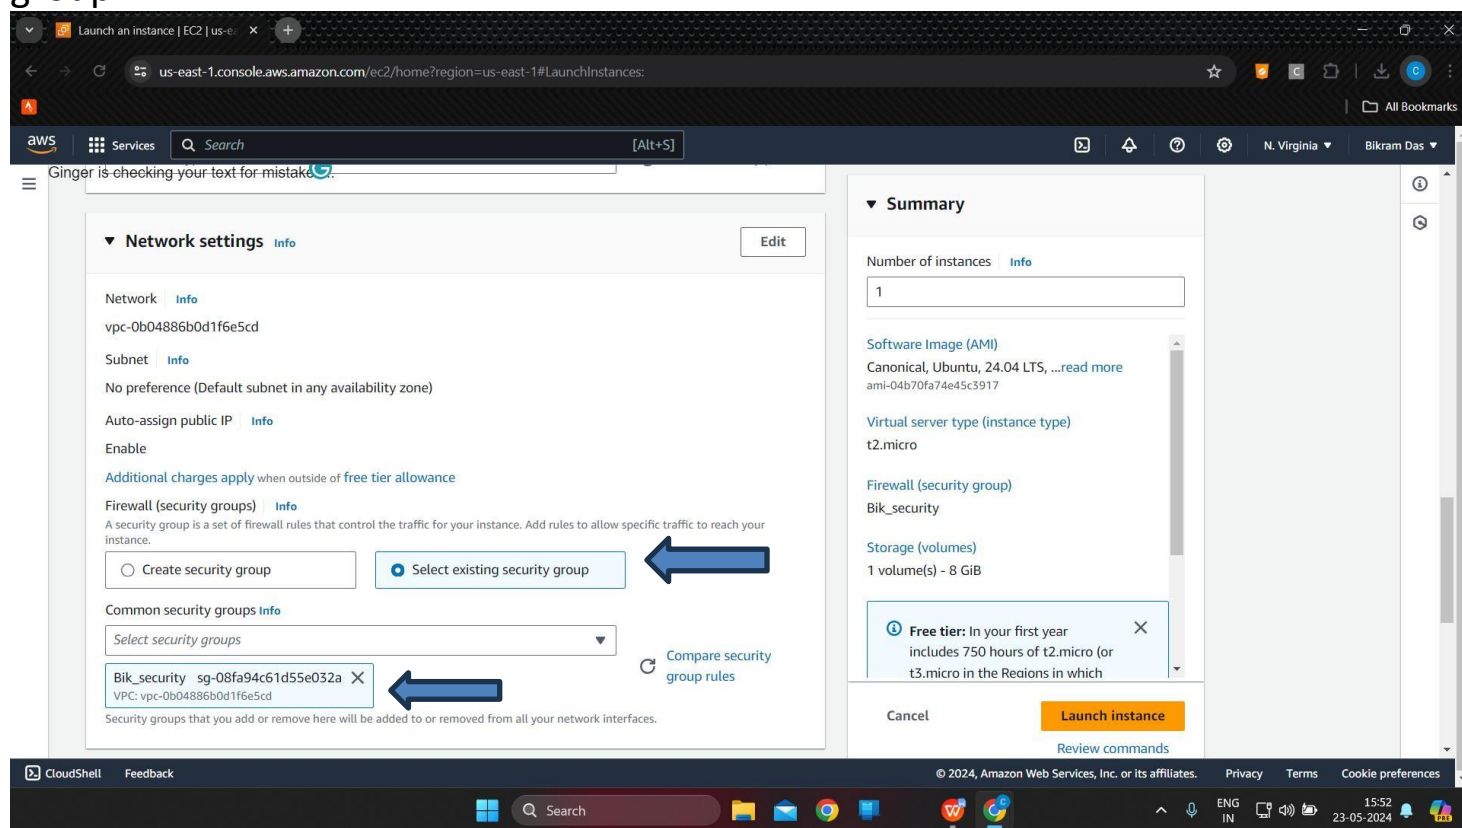 group
Launch an instance | EC2 | us-e
us-east-1.console.aws.amazon.com/ec2/home?region=us-east-1#LaunchInstances:
All Bookmarks
aws Services Search [Alt+S] N. Virginia ▼ Bikram Das ▼
Ginger is checking your text for mistake
▼ Network settings Info
Edit
Network Info
vpc-0b04886b0d1f6e5cd
Subnet Info
No preference (Default subnet in any availability zone)
Auto-assign public IP Info
Enable
Additional charges apply when outside of free tier allowance
Firewall (security groups) Info
A security group is a set of firewall rules that control the traffic for your instance. Add rules to allow specific traffic to reach your
instance.
Create security group
Select existing security group
Common security groups Info
Select security groups
Compare security
group rules
Bik_security sg-08fa94c61d55e032a
VPC: vpc-0b04886b0d1f6e5cd
Security groups that you add or remove here will be added to or removed from all your network interfaces.
▼ Summary
Number of instances Info
1
Software Image (AMI)
Canonical, Ubuntu, 24.04 LTS, ...read more
ami-04b70fa74e45c3917
Virtual server type (instance type)
t2.micro
Firewall (security group)
Bik_security
Storage (volumes)
1 volume(s) - 8 GiB
Free tier: In your first year
includes 750 hours of t2.micro (or
t3.micro in the Regions in which
Cancel
Launch instance
Review commands
CloudShell Feedback © 2024, Amazon Web Services, Inc. or its affiliates. Privacy Terms Cookie preferences
Search
ENG
IN
15:52
23-05-2024